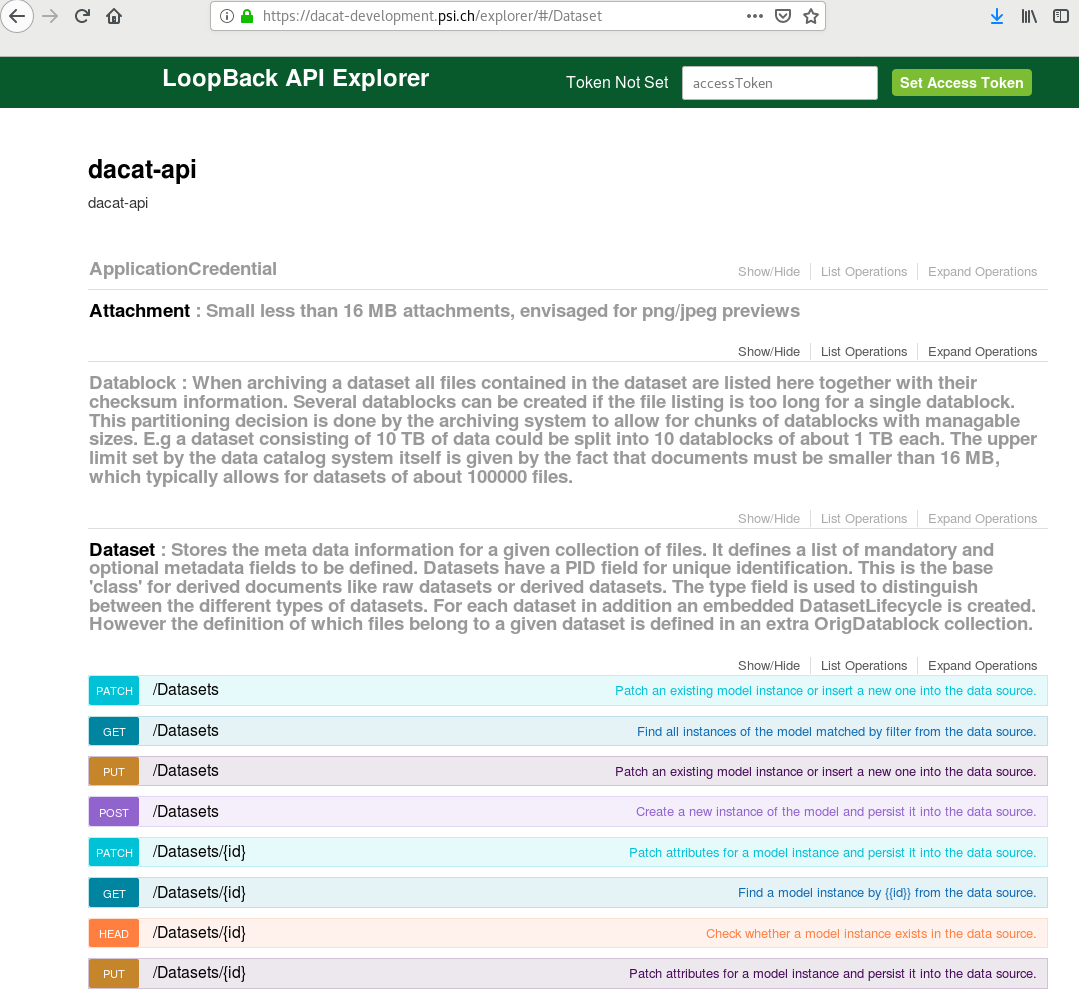 https://dacat-development.psi.ch/explorer/#/Dataset
LoopBack API Explorer
Token Not Set
accessToken
Set Access Token
dacat-api
dacat-api
ApplicationCredential
Show/Hide
List Operations
Expand Operations
Attachment : Small less than 16 MB attachments, envisaged for png/jpeg previews
Show/Hide
List Operations
Expand Operations
Datablock : When archiving a dataset all files contained in the dataset are listed here together with their
checksum information. Several datablocks can be created if the file listing is too long for a single datablock.
This partitioning decision is done by the archiving system to allow for chunks of datablocks with managable
sizes. E.g a dataset consisting of 10 TB of data could be split into 10 datablocks of about 1 TB each. The upper
limit set by the data catalog system itself is given by the fact that documents must be smaller than 16 MB,
which typically allows for datasets of about 100000 files.
Show/Hide
List Operations
Expand Operations
Dataset : Stores the meta data information for a given collection of files. It defines a list of mandatory and
optional metadata fields to be defined. Datasets have a PID field for unique identification. This is the base
'class' for derived documents like raw datasets or derived datasets. The type field is used to distinguish
between the different types of datasets. For each dataset in addition an embedded DatasetLifecycle is created.
However the definition of which files belong to a given dataset is defined in an extra OrigDatablock collection.
Show/Hide
List Operations
Expand Operations
PATCH /Datasets Patch an existing model instance or insert a new one into the data source.
GET /Datasets Find all instances of the model matched by filter from the data source.
PUT /Datasets Patch an existing model instance or insert a new one into the data source.
POST /Datasets Create a new instance of the model and persist it into the data source.
PATCH /Datasets/{id} Patch attributes for a model instance and persist it into the data source.
GET /Datasets/{id} Find a model instance by {{id}} from the data source.
HEAD /Datasets/{id} Check whether a model instance exists in the data source.
PUT /Datasets/{id} Patch attributes for a model instance and persist it into the data source.